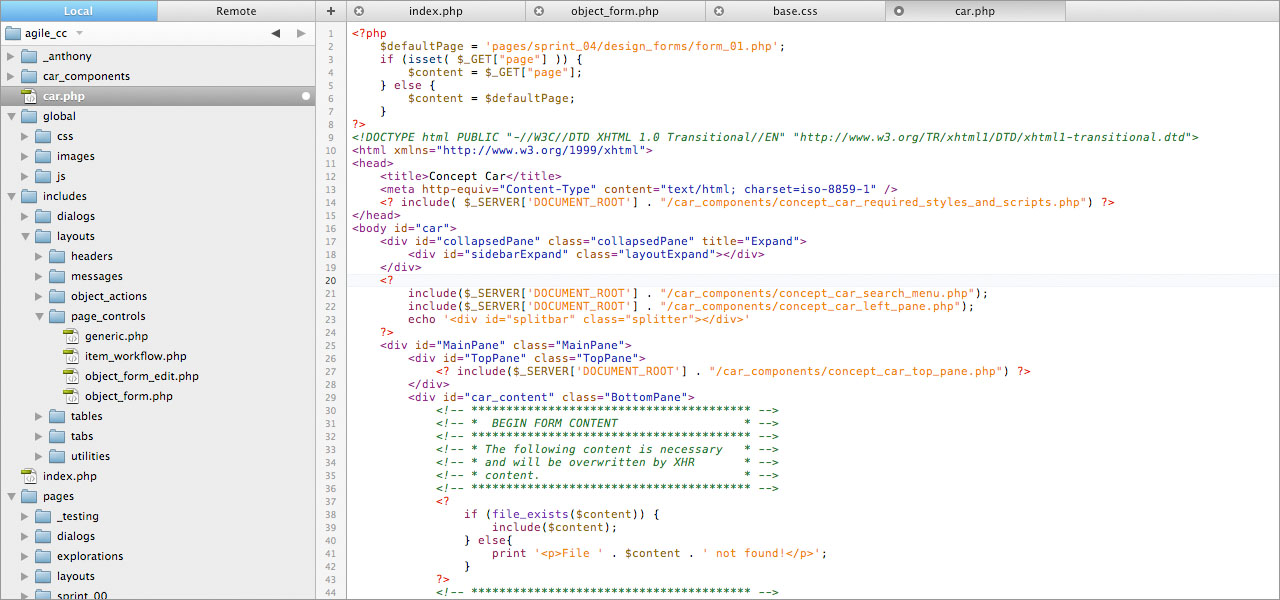 Local
Remote
+
index.php
object_form.php
base.css
car.php
agile_cc
_anthony
car_components
car.php
global
css
images
js
includes
dialogs
layouts
headers
messages
object_actions
page_controls
generic.php
item_workflow.php
object_form_edit.php
object_form.php
tables
tabs
utilities
index.php
pages
_testing
dialogs
explorations
layouts
sprint_00
1 <?php
2     $defaultPage = 'pages/sprint_04/design_forms/form_01.php';
3     if (isset( $_GET["page"] )) {
4         $content = $_GET["page"];
5     } else {
6         $content = $defaultPage;
7     }
8 ?>
9 <!DOCTYPE html PUBLIC "-//W3C//DTD XHTML 1.0 Transitional//EN" "http://www.w3.org/TR/xhtml1/DTD/xhtml1-transitional.dtd">
10 <html xmlns="http://www.w3.org/1999/xhtml">
11 <head>
12     <title>Concept Car</title>
13     <meta http-equiv="Content-Type" content="text/html; charset=iso-8859-1" />
14     <? include( $_SERVER['DOCUMENT_ROOT'] . "/car_components/concept_car_required_styles_and_scripts.php") ?>
15 </head>
16 <body id="car">
17     <div id="collapsedPane" class="collapsedPane" title="Expand">
18         <div id="sidebarExpand" class="layoutExpand"></div>
19     </div>
20     <?
21         include($_SERVER['DOCUMENT_ROOT'] . "/car_components/concept_car_search_menu.php");
22         include($_SERVER['DOCUMENT_ROOT'] . "/car_components/concept_car_left_pane.php");
23         echo '<div id="splitbar" class="splitter"></div>'
24     ?>
25     <div id="MainPane" class="MainPane">
26         <div id="TopPane" class="TopPane">
27             <? include($_SERVER['DOCUMENT_ROOT'] . "/car_components/concept_car_top_pane.php") ?>
28         </div>
29         <div id="car_content" class="BottomPane">
30             <!-- **************************************** -->
31             <!-- *  BEGIN FORM CONTENT                  * -->
32             <!-- **************************************** -->
33             <!-- * The following content is necessary   * -->
34             <!-- * and will be overwritten by XHR       * -->
35             <!-- * content.                             * -->
36             <!-- **************************************** -->
37             <?
38                 if (file_exists($content)) {
39                     include($content);
40                 } else{
41                     print '<p>File ' . $content . ' not found!</p>';
42                 }
43             ?>
44             <!-- **************************************** -->